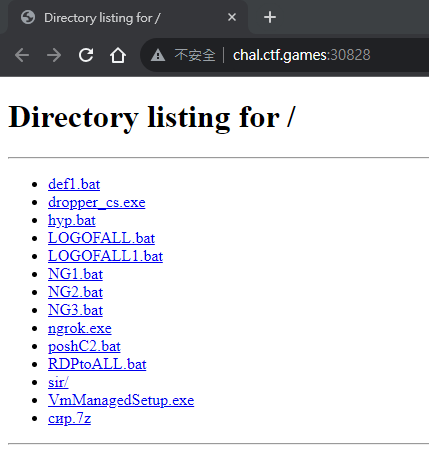 Directory listing for /
不安全 chal.ctf.games:30828
Directory listing for /
def1.bat
dropper_cs.exe
hyp.bat
LOGOFALL.bat
LOGOFALL1.bat
NG1.bat
NG2.bat
NG3.bat
ngrok.exe
poshC2.bat
RDPtoALL.bat
sir/
VmManagedSetup.exe
сир.7z